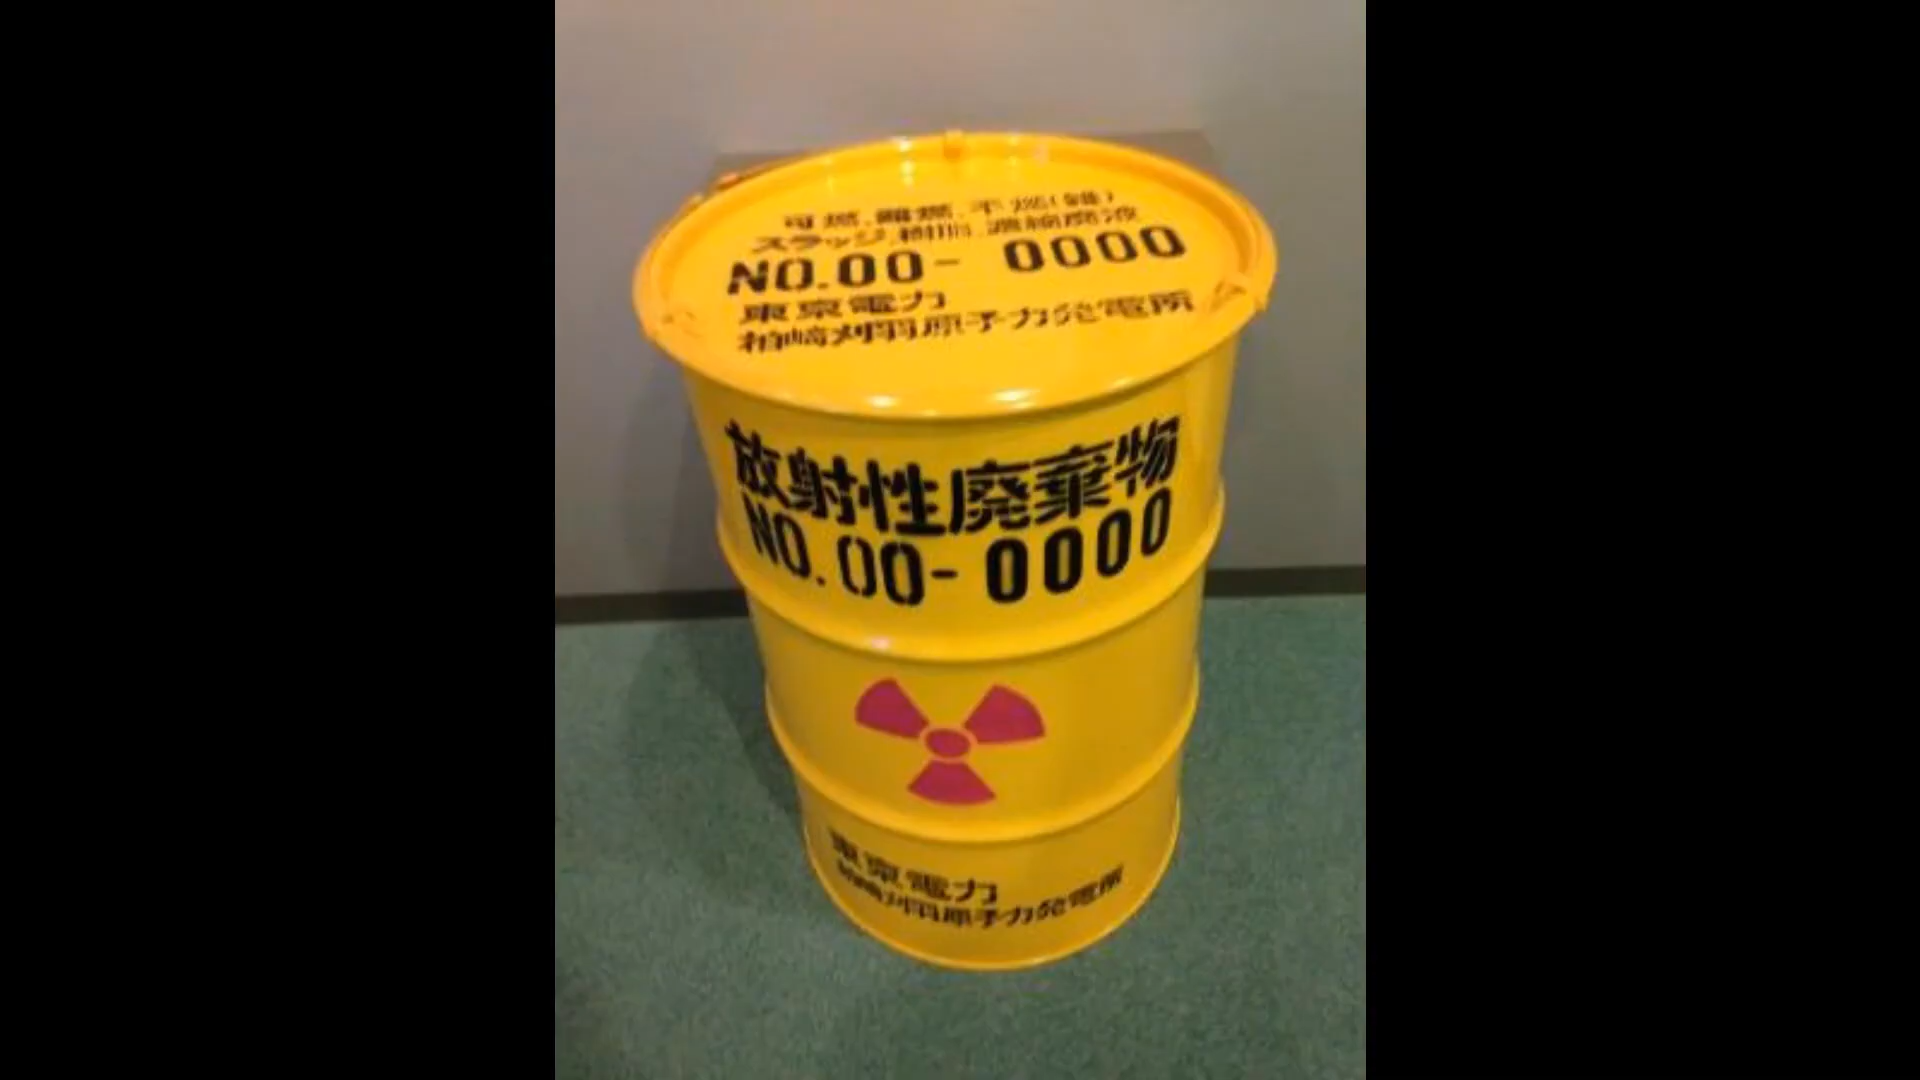 可燃.難燃.不燃(雑)
スラッジ.樹脂.濃縮廃液
NO.00- 0000
東京電力
柏崎刈羽原子力発電所
放射性廃棄物
NO.00-0000
東京電力
柏崎刈羽原子力発電所